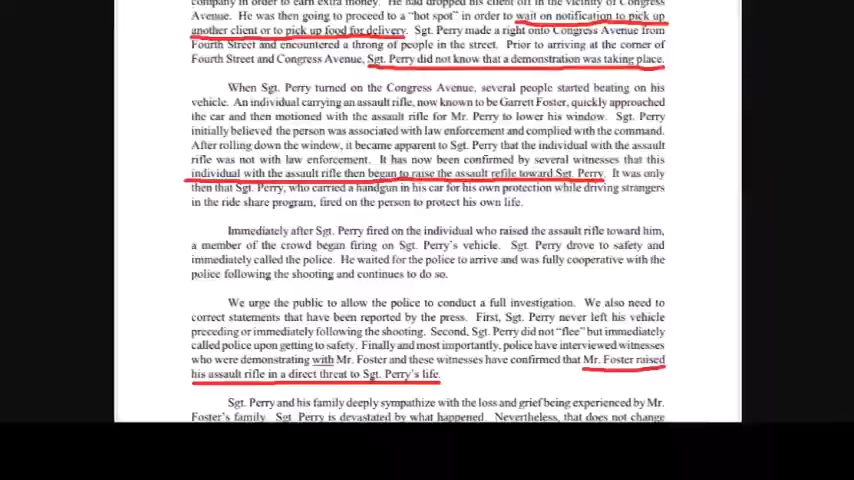 company in order to earn extra money. He had dropped his client off in the vicinity of Congress
Avenue. He was then going to proceed to a “hot spot” in order to wait on notification to pick up
another client or to pick up food for delivery. Sgt. Perry made a right onto Congress Avenue from
Fourth Street and encountered a throng of people in the street. Prior to arriving at the corner of
Fourth Street and Congress Avenue, Sgt. Perry did not know that a demonstration was taking place.
When Sgt. Perry turned on the Congress Avenue, several people started beating on his
vehicle. An individual carrying an assault rifle, now known to be Garrett Foster, quickly approached
the car and then motioned with the assault rifle for Mr. Perry to lower his window. Sgt. Perry
initially believed the person was associated with law enforcement and complied with the command.
After rolling down the window, it became apparent to Sgt. Perry that the individual with the assault
rifle was not with law enforcement. It has now been confirmed by several witnesses that this
individual with the assault rifle then began to raise the assault refile toward Sgt. Perry. It was only
then that Sgt. Perry, who carried a handgun in his car for his own protection while driving strangers
in the ride share program, fired on the person to protect his own life.
Immediately after Sgt. Perry fired on the individual who raised the assault rifle toward him,
a member of the crowd began firing on Sgt. Perry’s vehicle. Sgt. Perry drove to safety and
immediately called the police. He waited for the police to arrive and was fully cooperative with the
police following the shooting and continues to do so.
We urge the public to allow the police to conduct a full investigation. We also need to
correct statements that have been reported by the press. First, Sgt. Perry never left his vehicle
preceding or immediately following the shooting. Second, Sgt. Perry did not “flee” but immediately
called police upon getting to safety. Finally and most importantly, police have interviewed witnesses
who were demonstrating with Mr. Foster and these witnesses have confirmed that Mr. Foster raised
his assault rifle in a direct threat to Sgt. Perry’s life.
Sgt. Perry and his family deeply sympathize with the loss and grief being experienced by Mr.
Foster’s family. Sgt. Perry is devastated by what happened. Nevertheless, that does not change